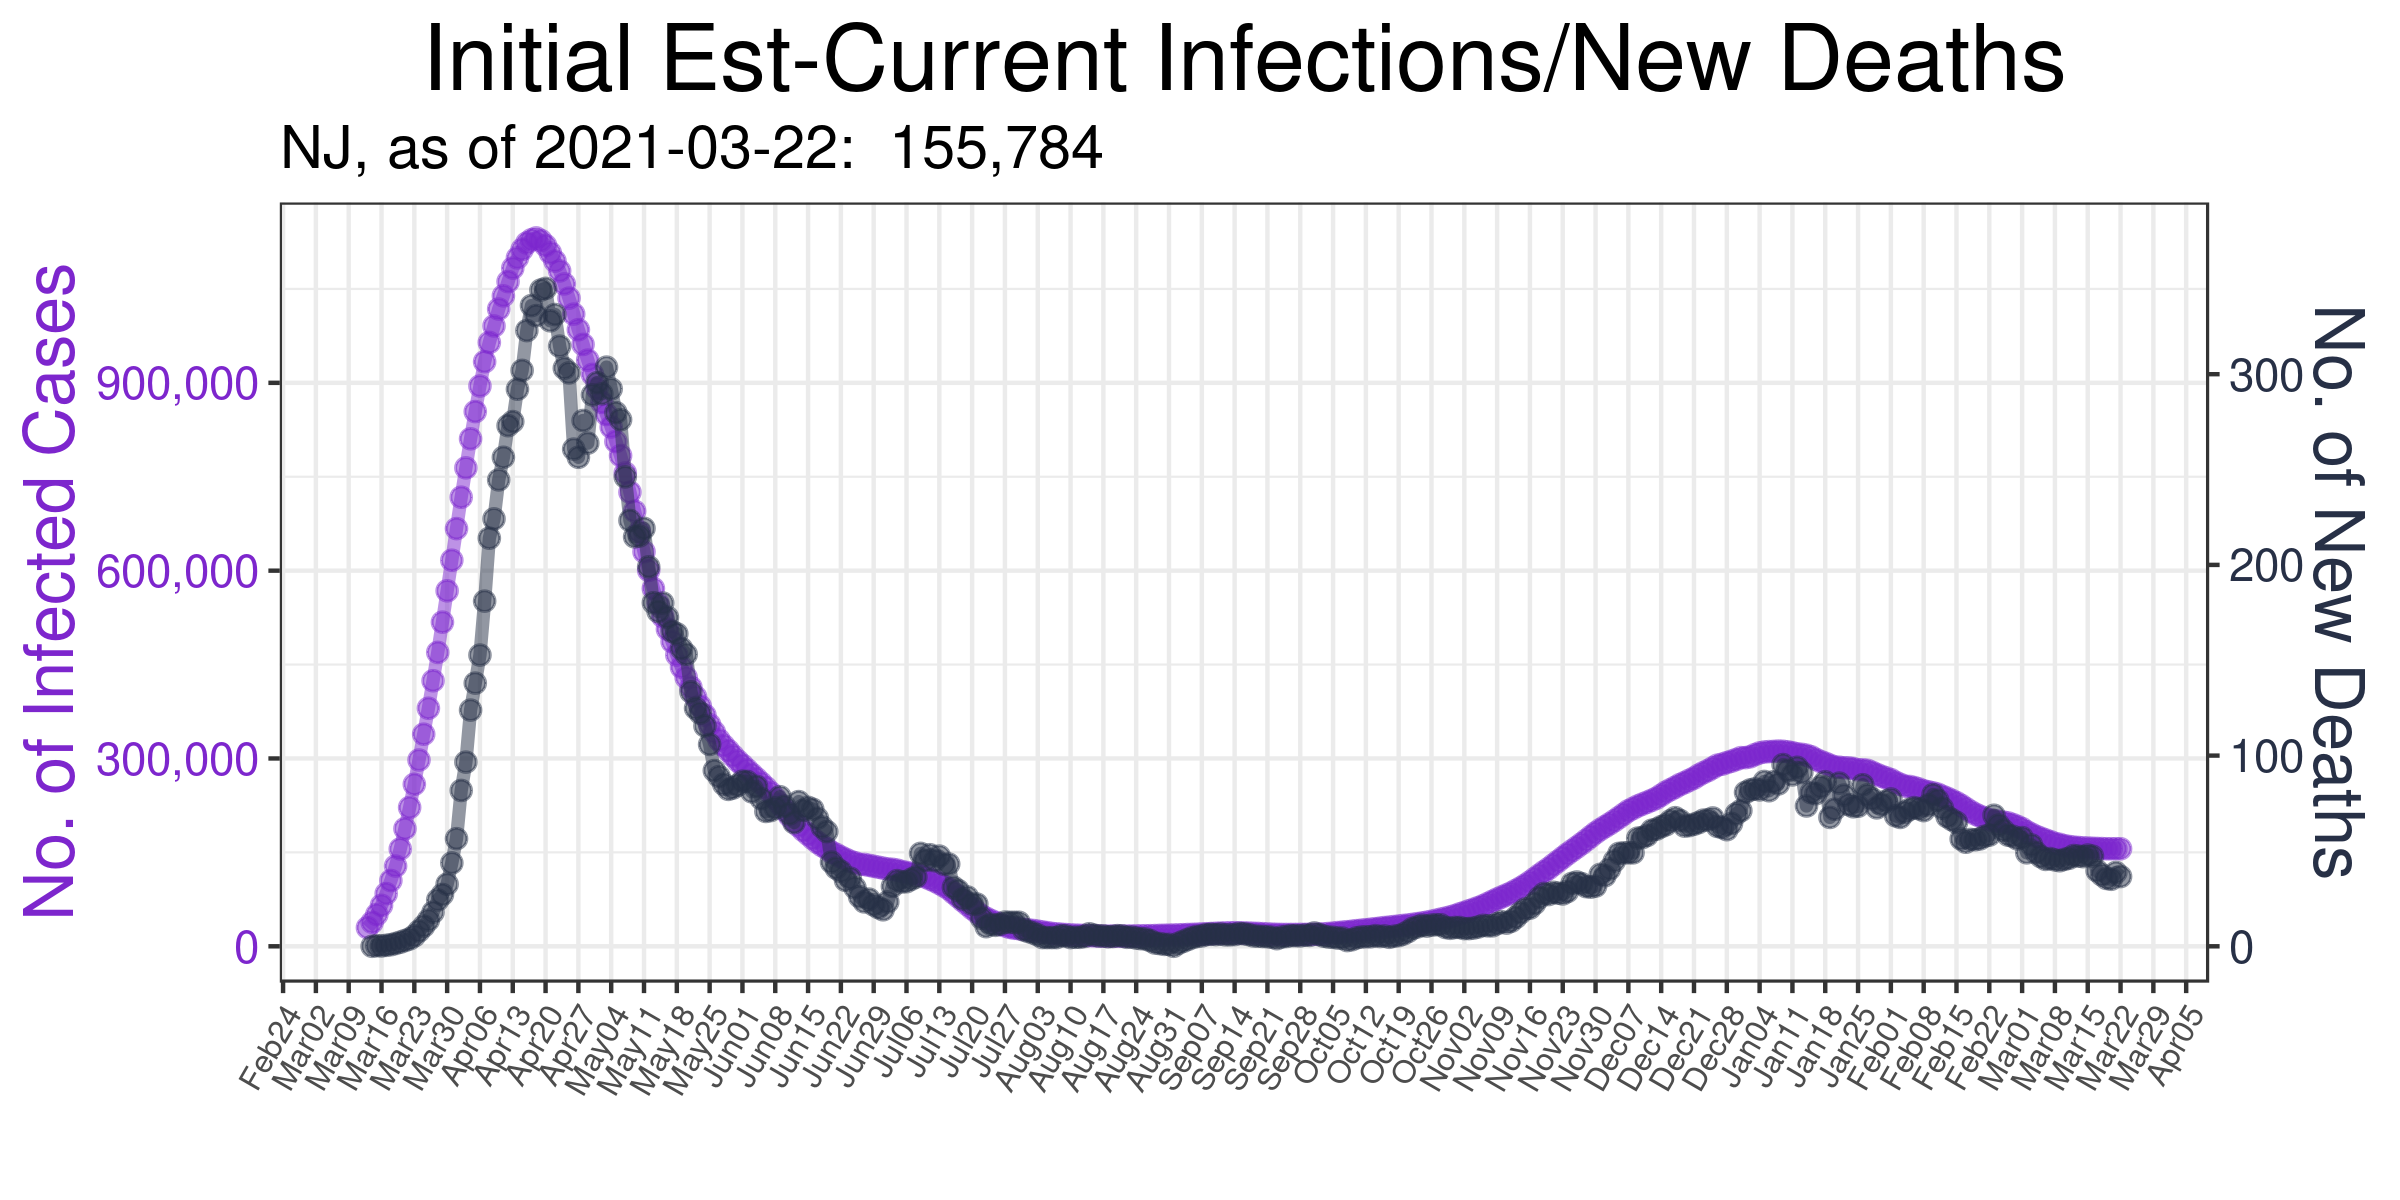 Initial Est-Current Infections/New Deaths
NJ, as of 2021-03-22:  155,784
No. of Infected Cases
900,000
600,000
300,000
0
300
200
100
0
No. of New Deaths
Feb24
Mar02
Mar09
Mar16
Mar23
Mar30
Apr06
Apr13
Apr20
Apr27
May04
May11
May18
May25
Jun01
Jun08
Jun15
Jun22
Jun29
Jul06
Jul13
Jul20
Jul27
Aug03
Aug10
Aug17
Aug24
Aug31
Sep07
Sep14
Sep21
Sep28
Oct05
Oct12
Oct19
Oct26
Nov02
Nov09
Nov16
Nov23
Nov30
Dec07
Dec14
Dec21
Dec28
Jan04
Jan11
Jan18
Jan25
Feb01
Feb08
Feb15
Feb22
Mar01
Mar08
Mar15
Mar22
Mar29
Apr05